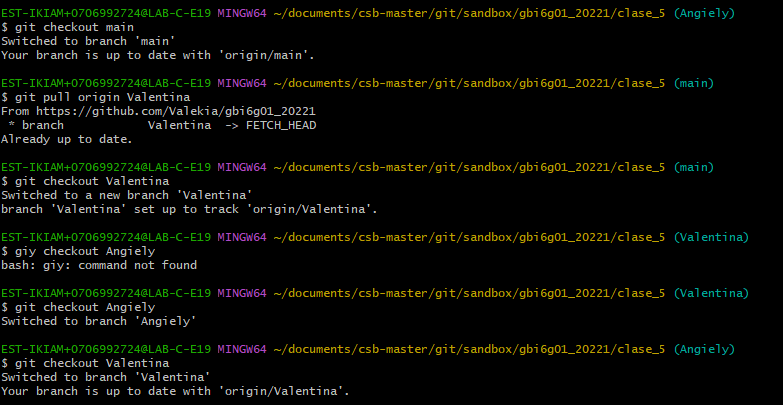 EST-IKIAM+0706992724@LAB-C-E19 MINGW64 ~/documents/csb-master/git/sandbox/gbi6g01_20221/clase_5 (Angiely)
$ git checkout main
Switched to branch 'main'
Your branch is up to date with 'origin/main'.
EST-IKIAM+0706992724@LAB-C-E19 MINGW64 ~/documents/csb-master/git/sandbox/gbi6g01_20221/clase_5 (main)
$ git pull origin Valentina
From https://github.com/Valekia/gbi6g01_20221
 * branch            Valentina  -> FETCH_HEAD
Already up to date.
EST-IKIAM+0706992724@LAB-C-E19 MINGW64 ~/documents/csb-master/git/sandbox/gbi6g01_20221/clase_5 (main)
$ git checkout Valentina
Switched to a new branch 'Valentina'
branch 'Valentina' set up to track 'origin/Valentina'.
EST-IKIAM+0706992724@LAB-C-E19 MINGW64 ~/documents/csb-master/git/sandbox/gbi6g01_20221/clase_5 (Valentina)
$ giy checkout Angiely
bash: giy: command not found
EST-IKIAM+0706992724@LAB-C-E19 MINGW64 ~/documents/csb-master/git/sandbox/gbi6g01_20221/clase_5 (Valentina)
$ git checkout Angiely
Switched to branch 'Angiely'
EST-IKIAM+0706992724@LAB-C-E19 MINGW64 ~/documents/csb-master/git/sandbox/gbi6g01_20221/clase_5 (Angiely)
$ git checkout Valentina
Switched to branch 'Valentina'
Your branch is up to date with 'origin/Valentina'.